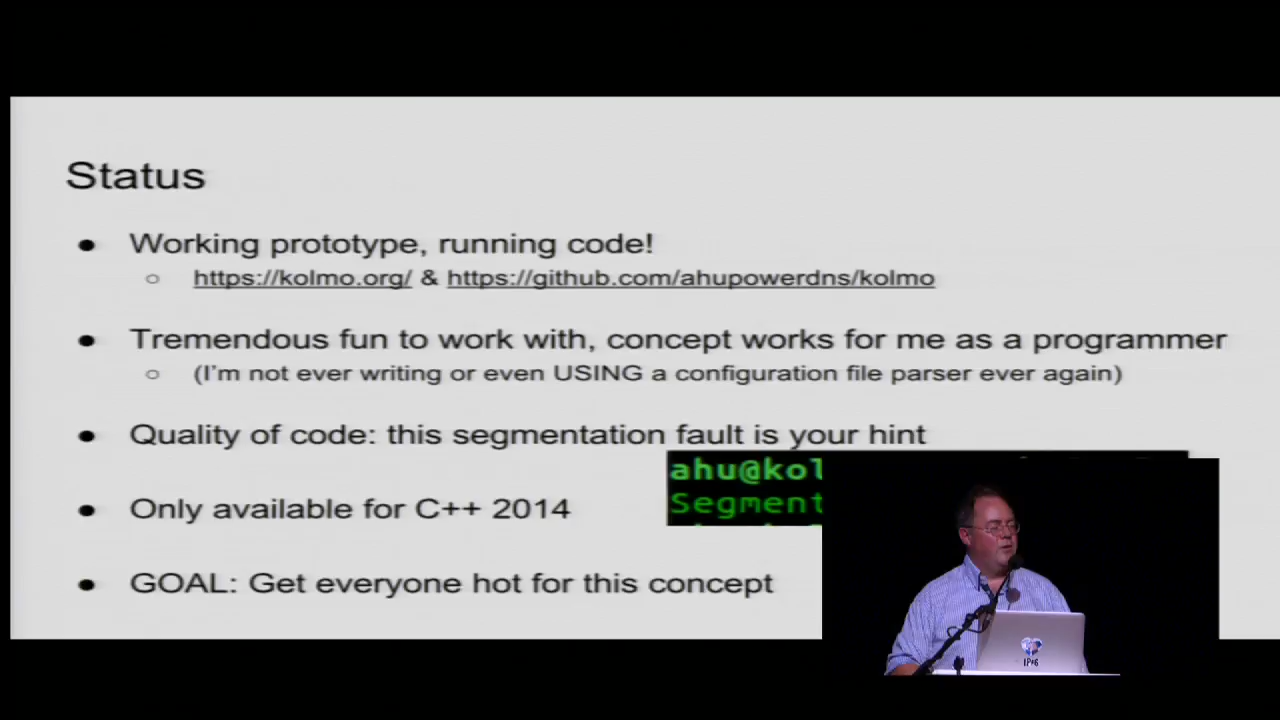 Status
● Working prototype, running code!
○ https://kolmo.org/ & https://github.com/ahupowerdns/kolmo
● Tremendous fun to work with, concept works for me as a programmer
○ (I'm not ever writing or even USING a configuration file parser ever again)
● Quality of code: this segmentation fault is your hint
ahu@kol
Segment
● Only available for C++ 2014
● GOAL: Get everyone hot for this concept
IPv6